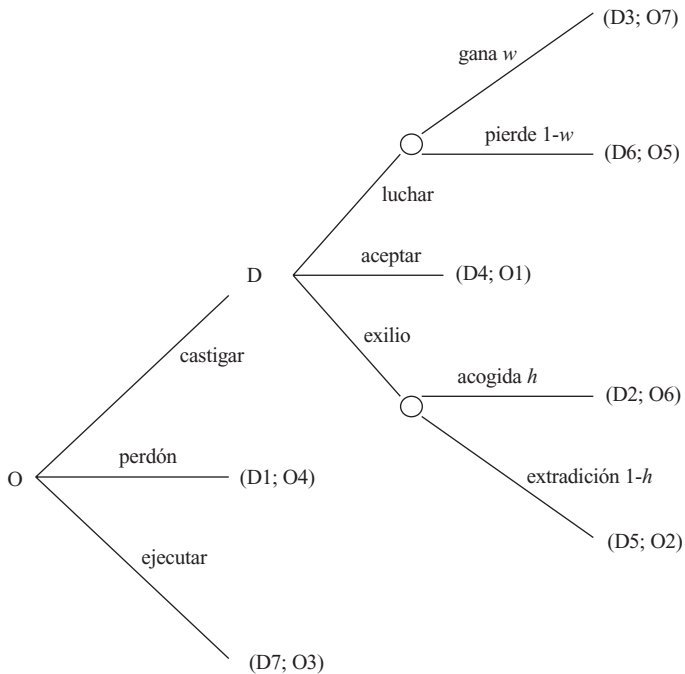 (D3; O7)
gana w
pierde 1-w
(D6; O5)
luchar
D
aceptar
(D4; O1)
exilio
castigar
acogida h
(D2; O6)
perdón
O
(D1; O4)
extradición 1-h
(D5; O2)
ejecutar
(D7; O3)